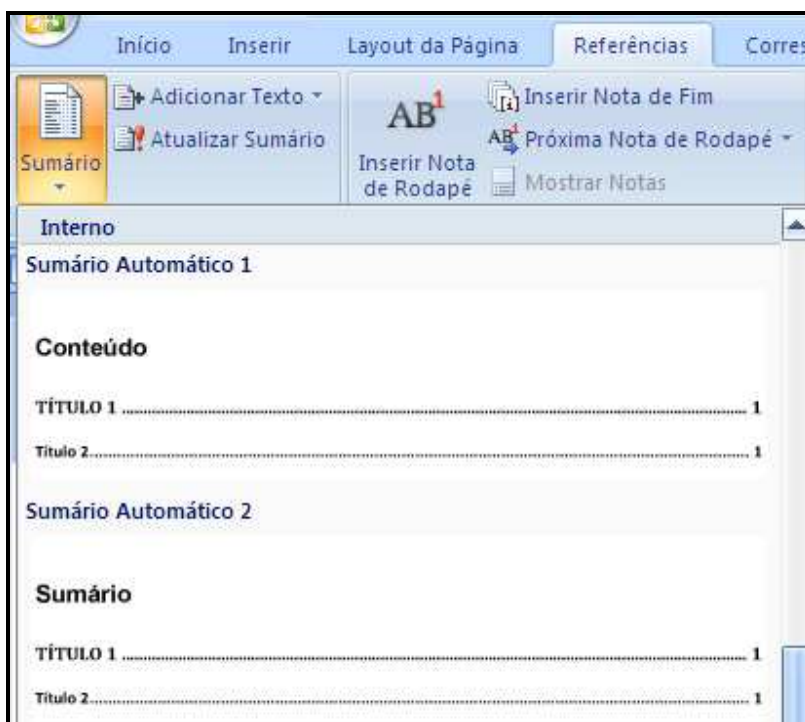 Início Inserir Layout da Página Referências Corres
Sumário
Adicionar Texto
Atualizar Sumário
AB1
Inserir Nota
de Rodapé
Inserir Nota de Fim
Próxima Nota de Rodapé
Mostrar Notas
Interno
Sumário Automático 1
Conteúdo
TÍTULO 1 ........ 1
Título 2 ........ 1
Sumário Automático 2
Sumário
TÍTULO 1 ........ 1
Título 2 ........ 1